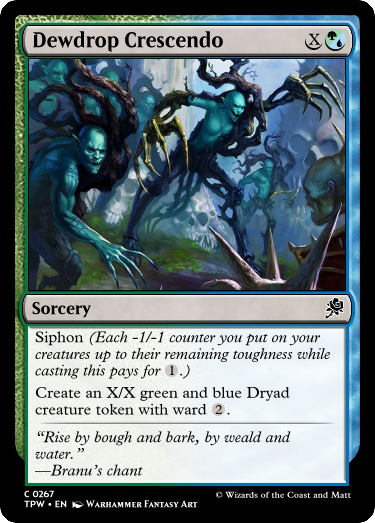 Dewdrop Crescendo X
Sorcery
Siphon (Each -1/-1 counter you put on your
creatures up to their remaining toughness while
casting this pays for 1.)
Create an X/X green and blue Dryad
creature token with ward 2.
“Rise by bough and bark, by weald and
water.”
—Branu's chant
C 0267
TPW • EN Warhammer Fantasy Art
© Wizards of the Coast and Matt